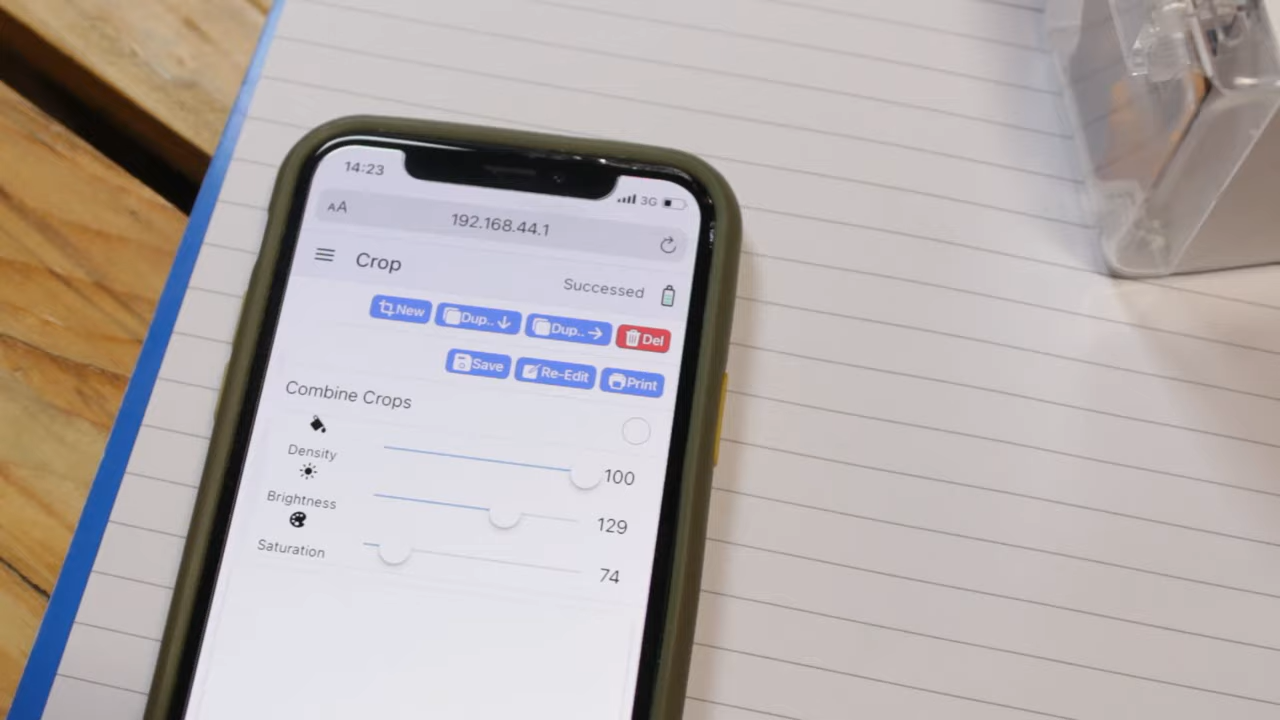 14:23
3G
AA
192.168.44.1
Crop
Successed
New Dup.. Dup.. Del
Save Re-Edit Print
Combine Crops
Density 100
Brightness 129
Saturation 74